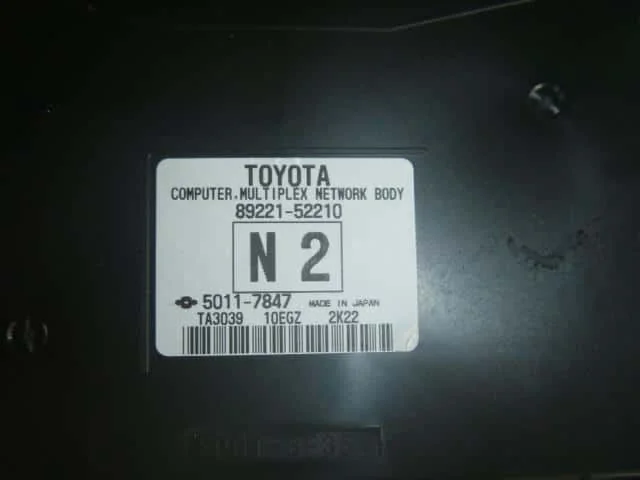 TOYOTA
COMPUTER, MULTIPLEX NETWORK BODY
89221-52210
N 2
5011-7847 MADE IN JAPAN
TA3039 10EGZ 2K22